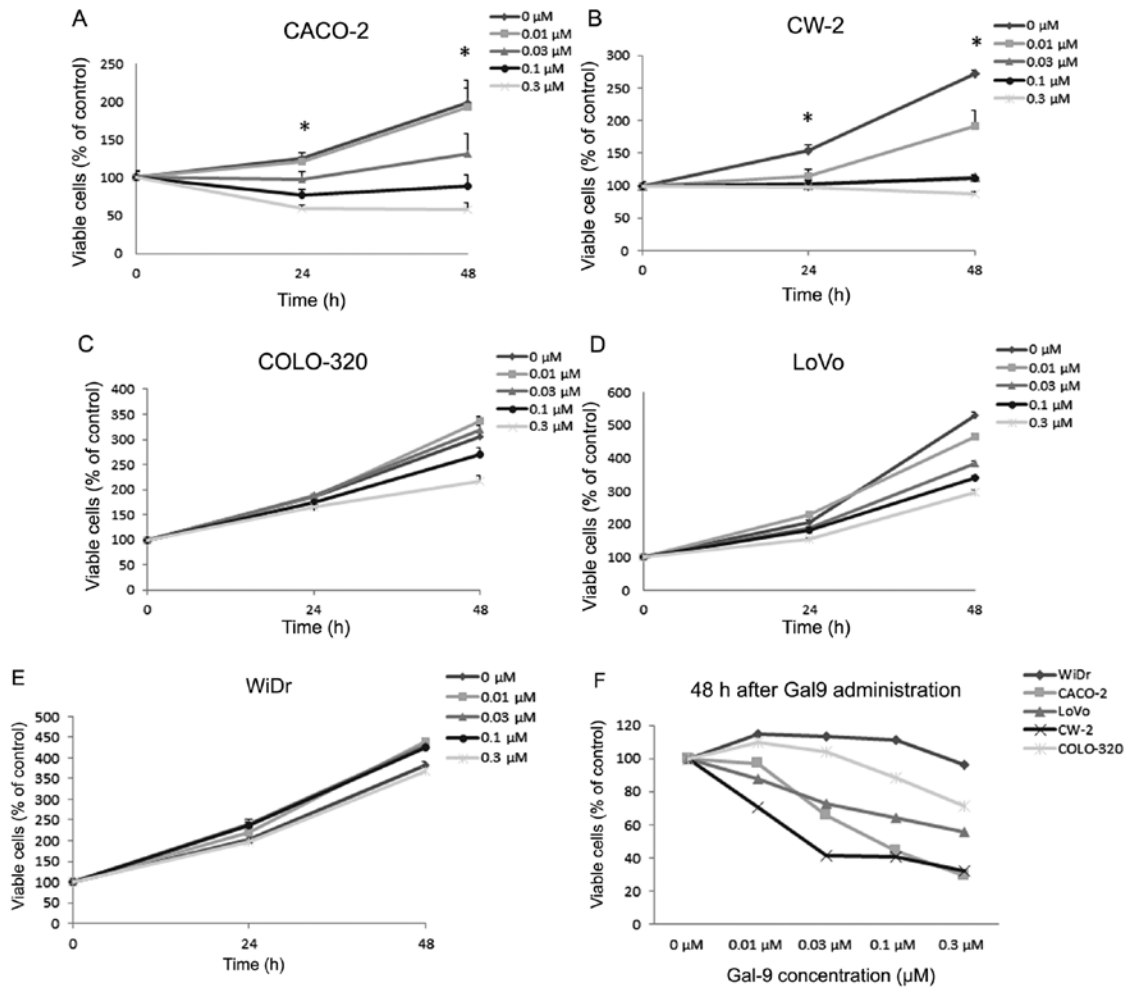 A
CACO-2
0 µM
0.01 µM
0.03 µM
0.1 µM
0.3 µM
*
*
Viable cells (% of control)
250
200
150
100
50
0
0
24
48
Time (h)
B
CW-2
0 µM
0.01 µM
0.03 µM
0.1 µM
0.3 µM
*
*
Viable cells (% of control)
300
250
200
150
100
50
0
0
24
48
Time (h)
C
COLO-320
0 µM
0.01 µM
0.03 µM
0.1 µM
0.3 µM
Viable cells (% of control)
400
350
300
250
200
150
100
50
0
0
24
48
Time (h)
D
LoVo
0 µM
0.01 µM
0.03 µM
0.1 µM
0.3 µM
Viable cells (% of control)
600
500
400
300
200
100
0
0
24
48
Time (h)
E
WiDr
0 µM
0.01 µM
0.03 µM
0.1 µM
0.3 µM
Viable cells (% of control)
500
450
400
350
300
250
200
150
100
50
0
0
24
48
Time (h)
F
48 h after Gal9 administration
WiDr
CACO-2
LoVo
CW-2
COLO-320
Viable cells (% of control)
120
100
80
60
40
20
0
0 µM
0.01 µM
0.03 µM
0.1 µM
0.3 µM
Gal-9 concentration (µM)